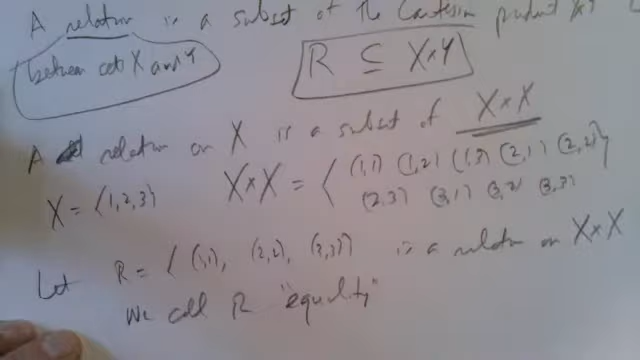 A relation is a subset of the Cartesian product X×Y
between sets X and Y
R ⊆ X×Y
A relation on X is a subset of X×X
X = {1,2,3} X×X = { (1,1) (1,2) (1,3) (2,1) (2,2)
(2,3) (3,1) (3,2) (3,3) }
Let R = { (1,1), (2,2), (3,3) } is a relation on X×X
We call R "equality"